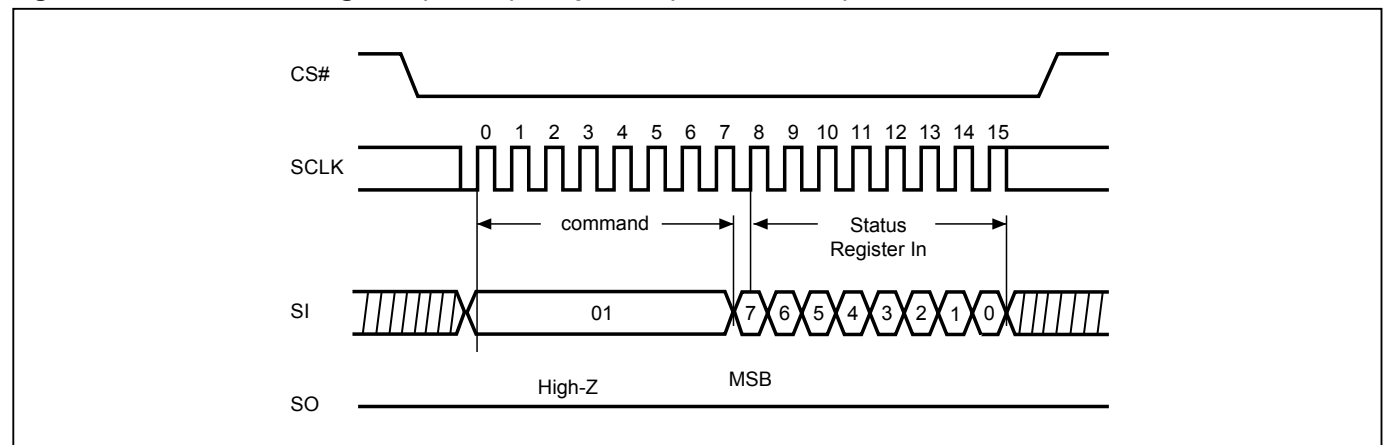 CS#
0 1 2 3 4 5 6 7 8 9 10 11 12 13 14 15
SCLK
command
Status
Register In
SI
01
7 6 5 4 3 2 1 0
High-Z
MSB
SO